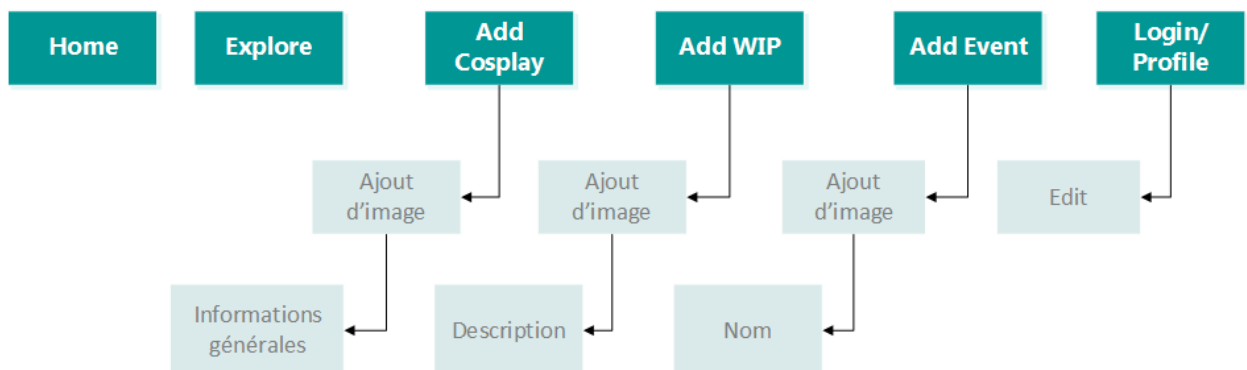 Home
Explore
Add
Cosplay
Add WIP
Add Event
Login/
Profile
Ajout
d’image
Ajout
d’image
Ajout
d’image
Edit
Informations
générales
Description
Nom